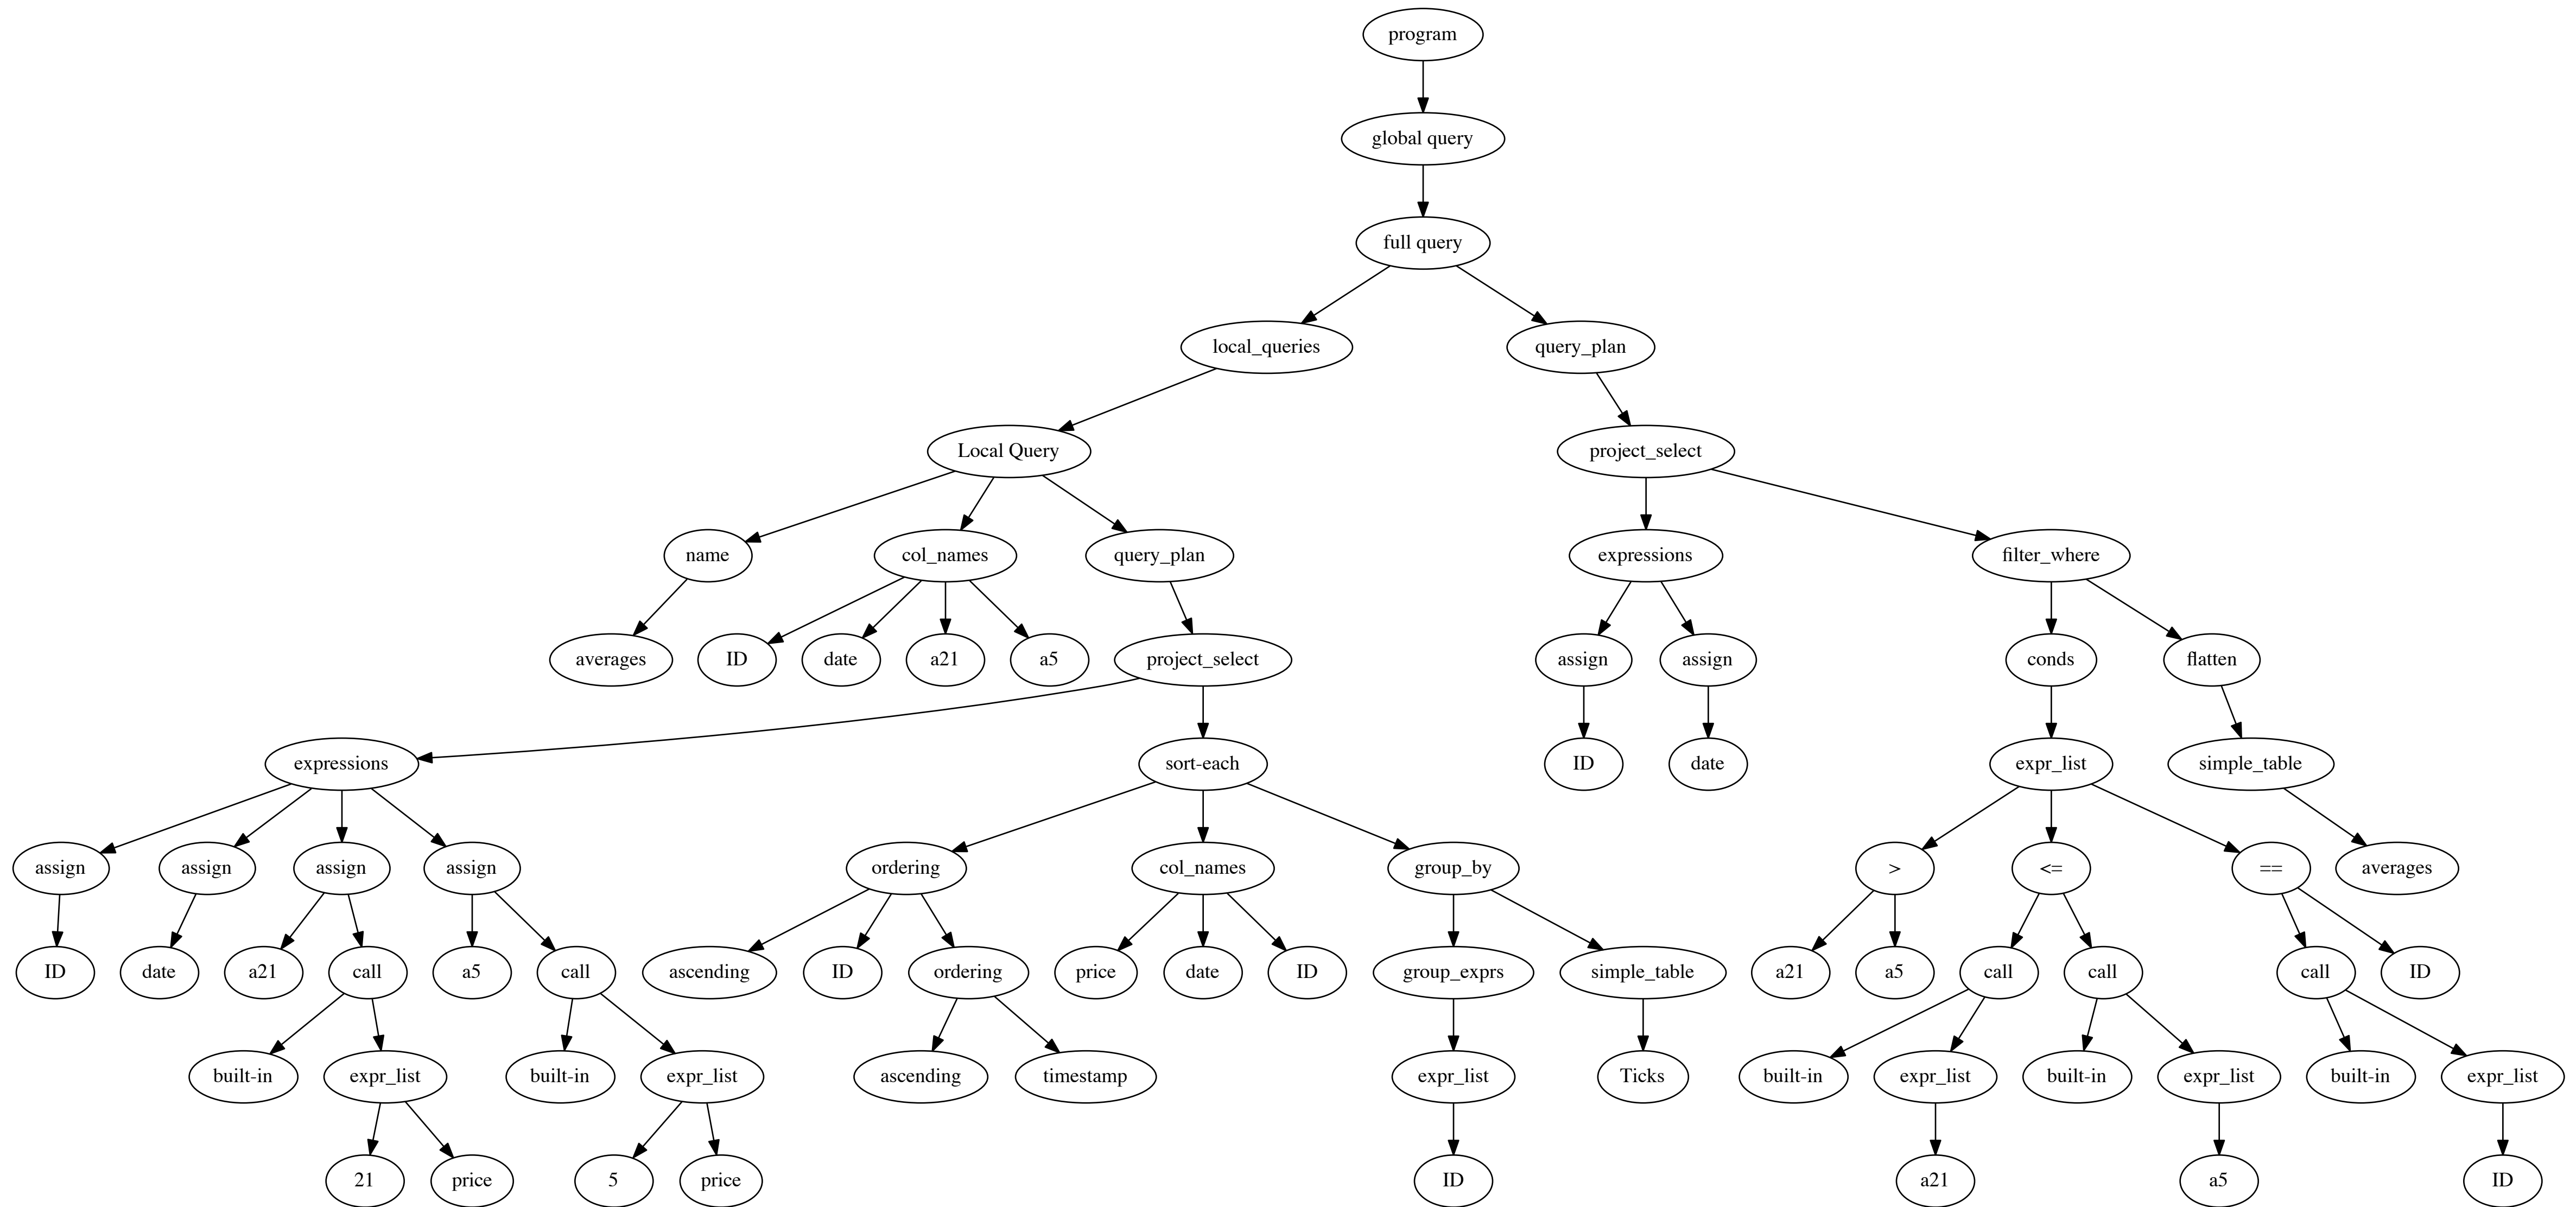 program
global query
full query
local_queries
query_plan
Local Query
project_select
name
col_names
query_plan
expressions
filter_where
averages
ID
date
a21
a5
project_select
assign
assign
conds
flatten
expressions
sort-each
ID
date
expr_list
simple_table
assign
assign
assign
assign
ordering
col_names
group_by
>
<=
==
averages
ID
date
a21
call
a5
call
ascending
ID
ordering
price
date
ID
group_exprs
simple_table
a21
a5
call
call
call
ID
built-in
expr_list
built-in
expr_list
ascending
timestamp
expr_list
Ticks
built-in
expr_list
built-in
expr_list
built-in
expr_list
21
price
5
price
ID
a21
a5
ID